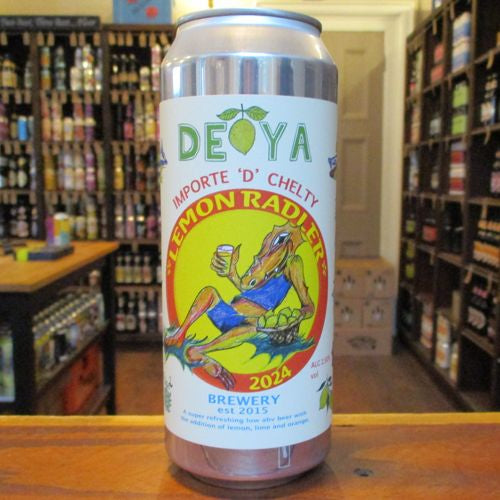 DEYA
IMPORTE 'D' CHELTY
LEMON RADLER
2024
BREWERY
est 2015
A super refreshing low abv beer with
the addition of lemon, lime and orange.
vol